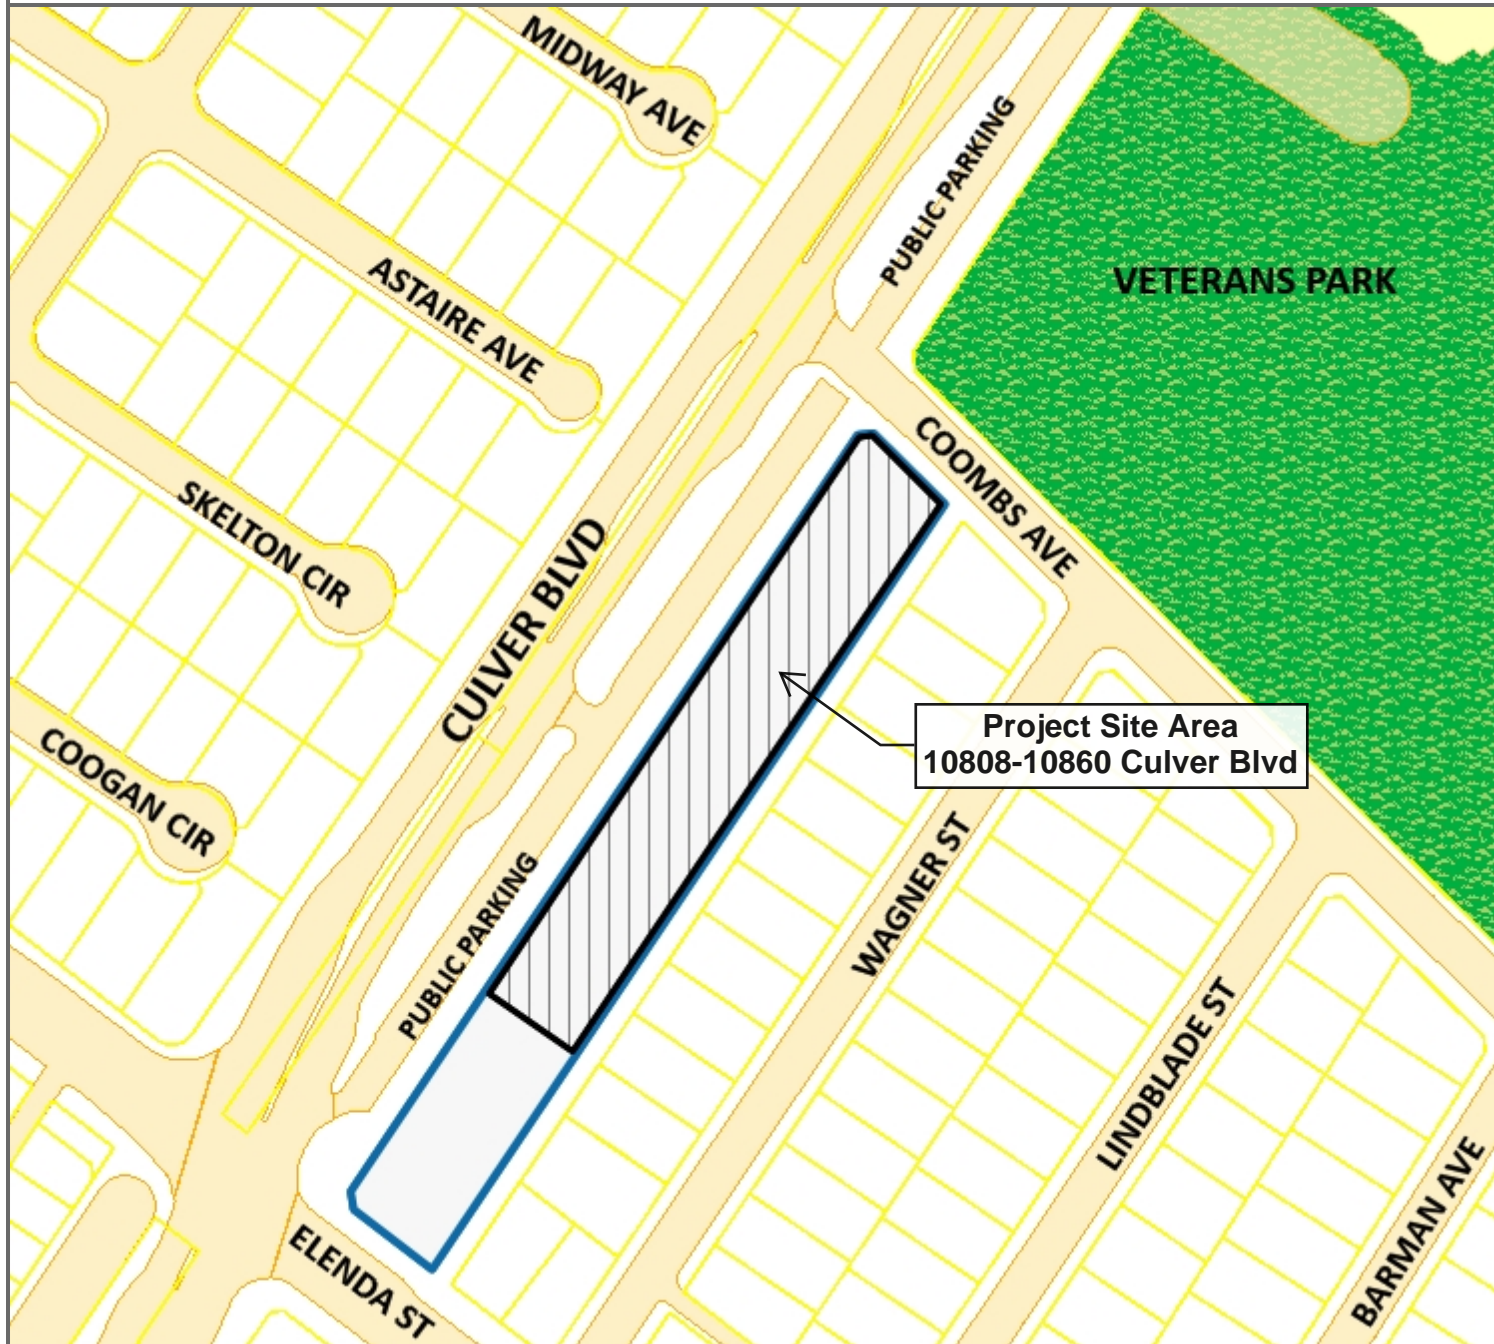 MIDWAY AVE
PUBLIC PARKING
VETERANS PARK
ASTAIRE AVE
COOMBS AVE
SKELTON CIR
CULVER BLVD
Project Site Area
10808-10860 Culver Blvd
COOGAN CIR
PUBLIC PARKING
WAGNER ST
LINDBLADE ST
BARMAN AVE
ELENDA ST